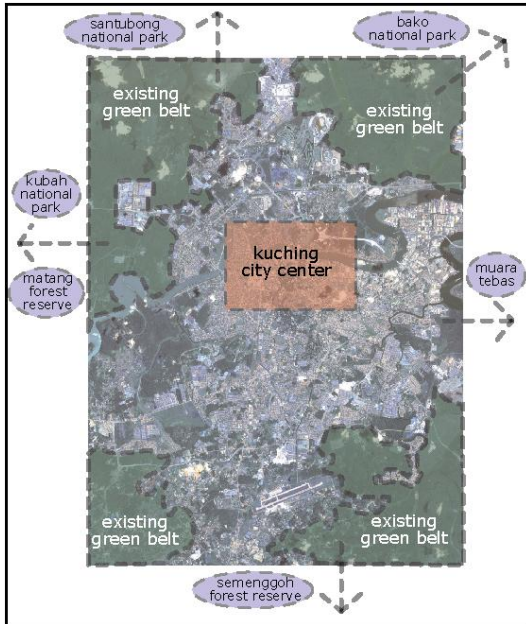 santubong
national park
bako
national park
existing
green belt
existing
green belt
kubah
national
park
kuching
city center
matang
forest
reserve
muara
tebas
existing
green belt
existing
green belt
semenggoh
forest reserve